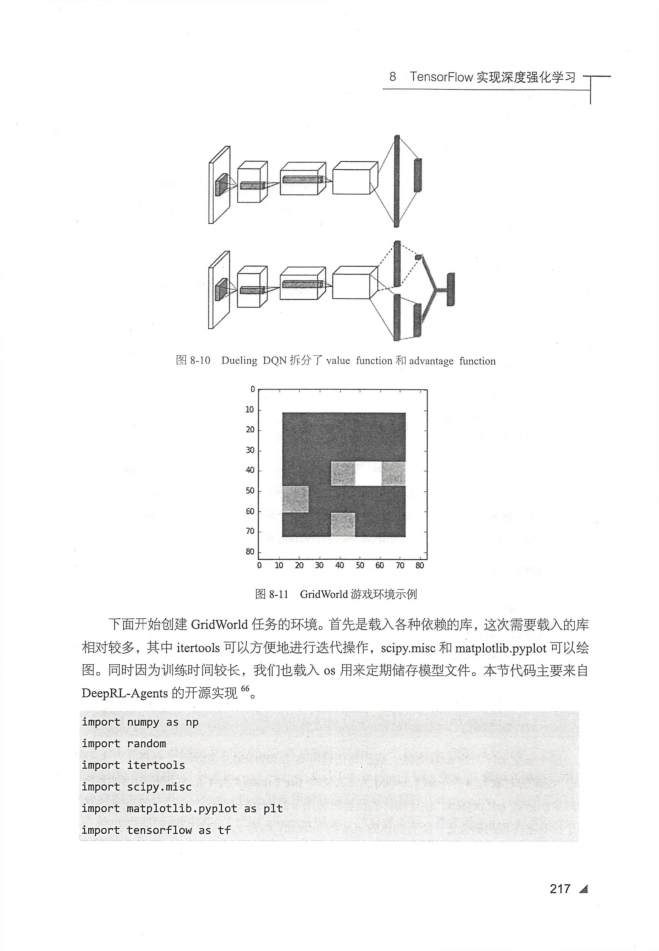 8 TensorFlow 实现深度强化学习
图 8-10 Dueling DQN 拆分了 value function 和 advantage function
0
10
20
30
40
50
60
70
80
0 10 20 30 40 50 60 70 80
图 8-11 GridWorld 游戏环境示例
下面开始创建 GridWorld 任务的环境。首先是载入各种依赖的库，这次需要载入的库
相对较多，其中 itertools 可以方便地进行迭代操作，scipy.misc 和 matplotlib.pyplot 可以绘
图。同时因为训练时间较长，我们也载入 os 用来定期储存模型文件。本节代码主要来自
DeepRL-Agents 的开源实现 66。
import numpy as np
import random
import itertools
import scipy.misc
import matplotlib.pyplot as plt
import tensorflow as tf
217